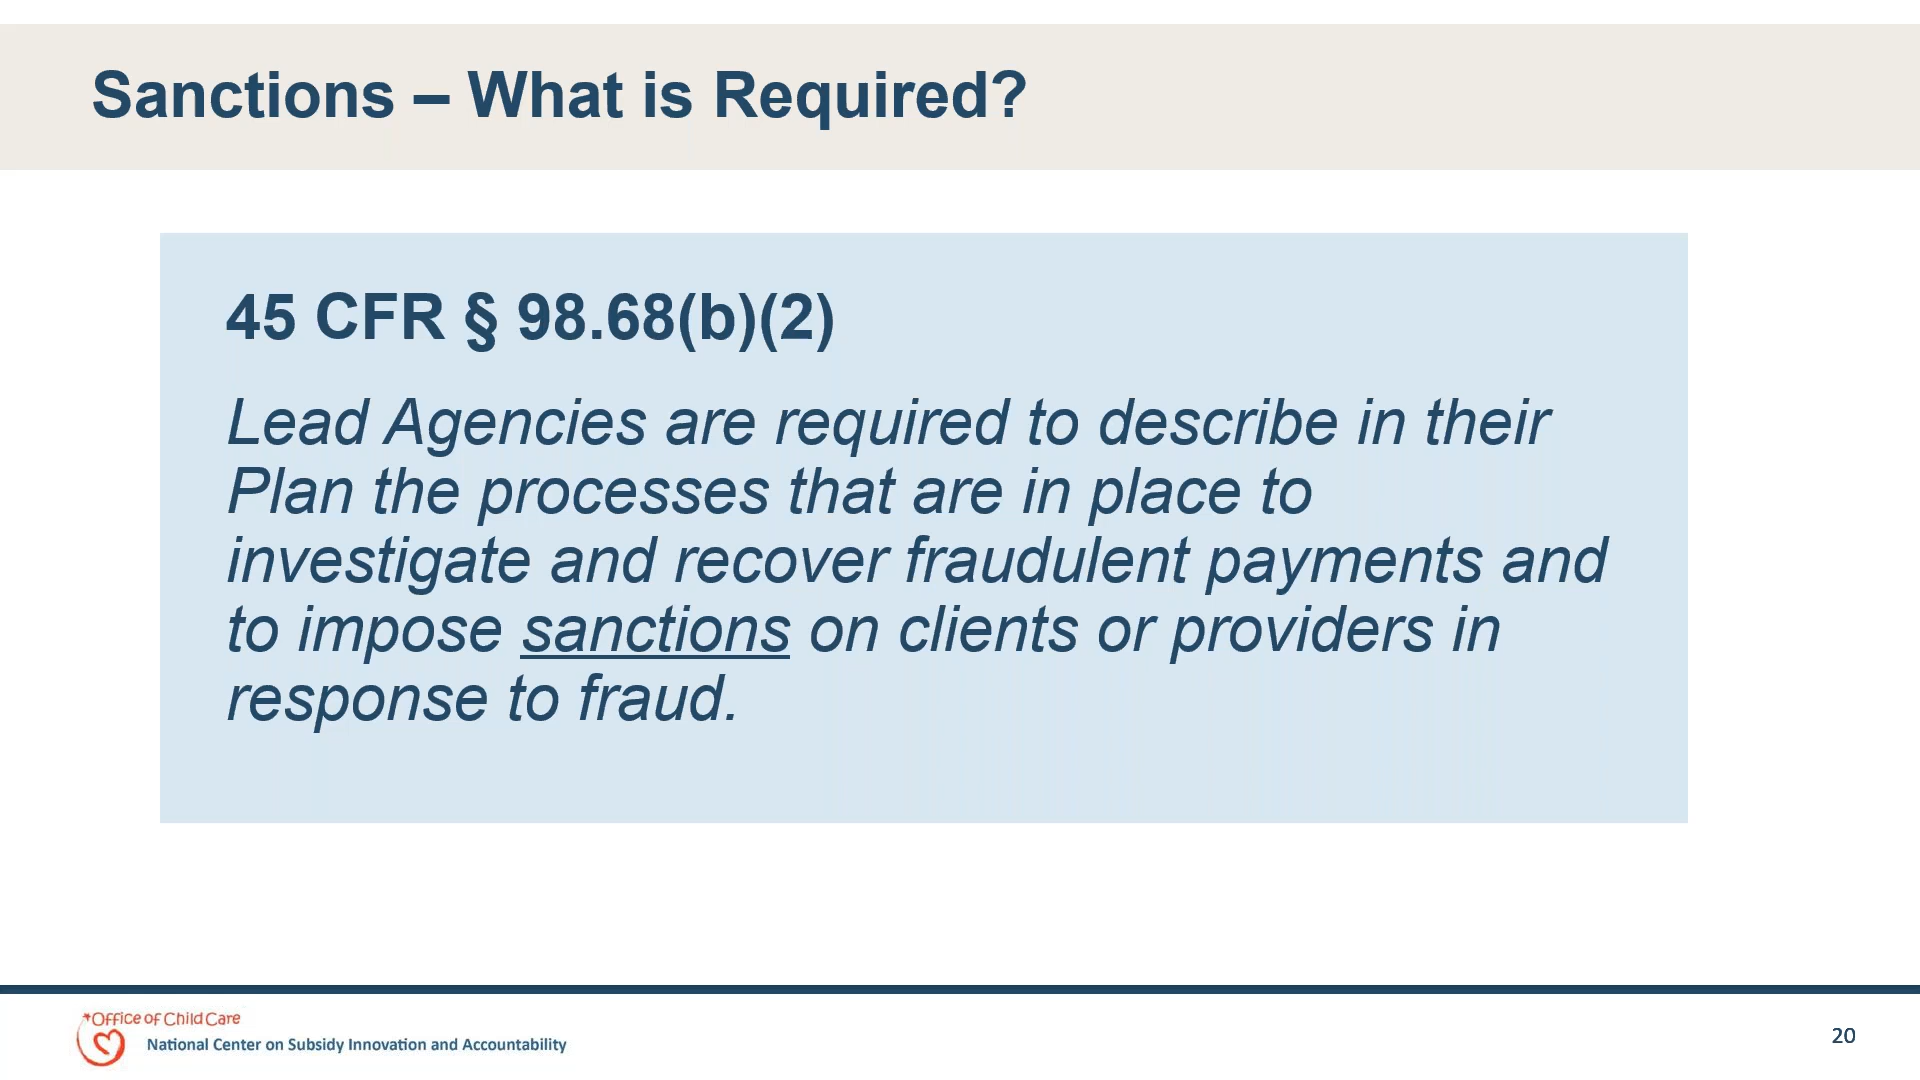 Sanctions – What is Required?
45 CFR § 98.68(b)(2)
Lead Agencies are required to describe in their
Plan the processes that are in place to
investigate and recover fraudulent payments and
to impose sanctions on clients or providers in
response to fraud.
Office of Child Care
National Center on Subsidy Innovation and Accountability
20